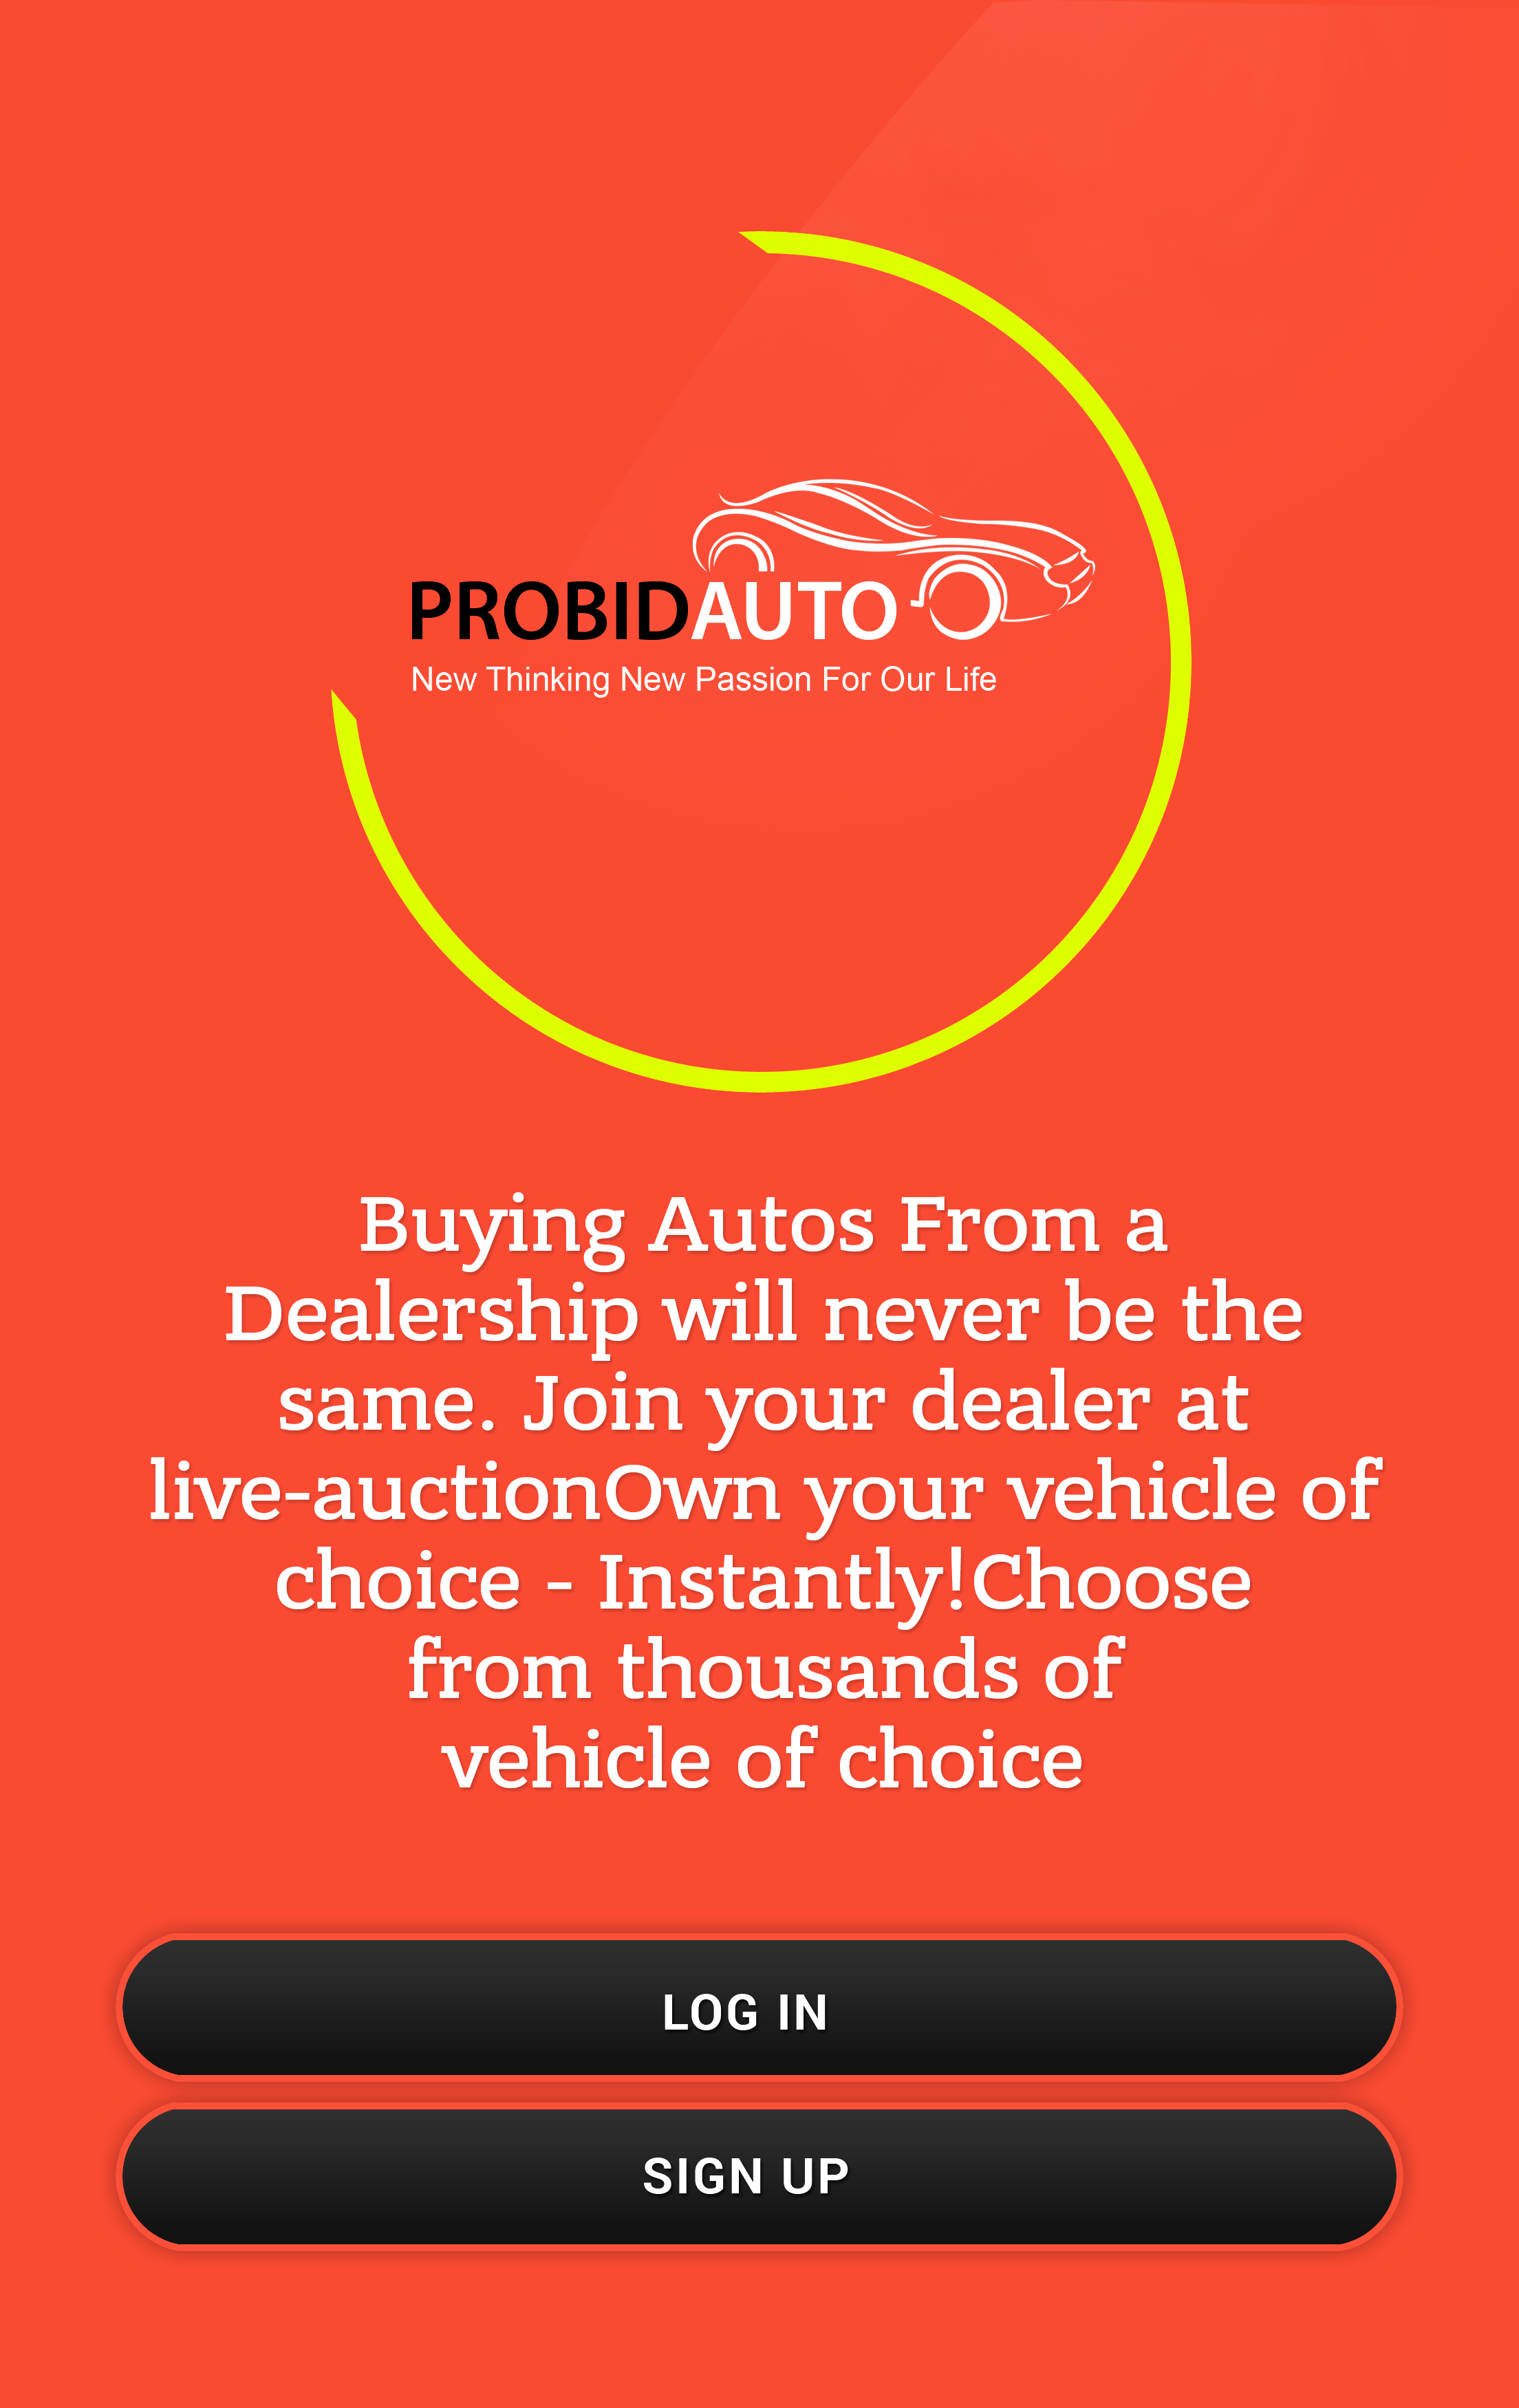 PROBIDAUTO
New Thinking New Passion For Our Life
Buying Autos From a
Dealership will never be the
same. Join your dealer at
live-auctionOwn your vehicle of
choice - Instantly!Choose
from thousands of
vehicle of choice
LOG IN
SIGN UP